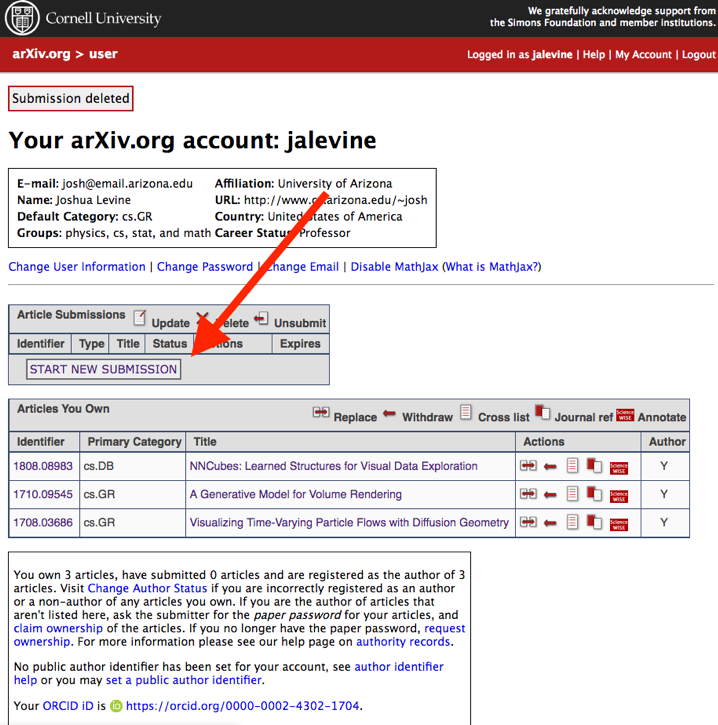 Cornell University
We gratefully acknowledge support from
the Simons Foundation and member institutions.
arXiv.org > user
Logged in as jalevine | Help | My Account | Logout
Submission deleted
Your arXiv.org account: jalevine
E-mail: josh@email.arizona.edu Affiliation: University of Arizona
Name: Joshua Levine URL: http://www. .arizona.edu/~josh
Default Category: cs.GR Country: United States of America
Groups: physics, cs, stat, and math Career Status: Professor
Change User Information | Change Password | Change Email | Disable MathJax (What is MathJax?)
Article Submissions Update Delete Unsubmit
Identifier Type Title Status Actions Expires
START NEW SUBMISSION
Articles You Own Replace Withdraw Cross list Journal ref Annotate
Identifier Primary Category Title Actions Author
1808.08983 cs.DB NNCubes: Learned Structures for Visual Data Exploration Science WISE Y
1710.09545 cs.GR A Generative Model for Volume Rendering Science WISE Y
1708.03686 cs.GR Visualizing Time-Varying Particle Flows with Diffusion Geometry Science WISE Y
You own 3 articles, have submitted 0 articles and are registered as the author of 3
articles. Visit Change Author Status if you are incorrectly registered as an author
or a non-author of any articles you own. If you are the author of articles that
aren't listed here, ask the submitter for the paper password for your articles, and
claim ownership of the articles. If you no longer have the paper password, request
ownership. For more information please see our help page on authority records.
No public author identifier has been set for your account, see author identifier
help or you may set a public author identifier.
Your ORCID iD is iD https://orcid.org/0000-0002-4302-1704.